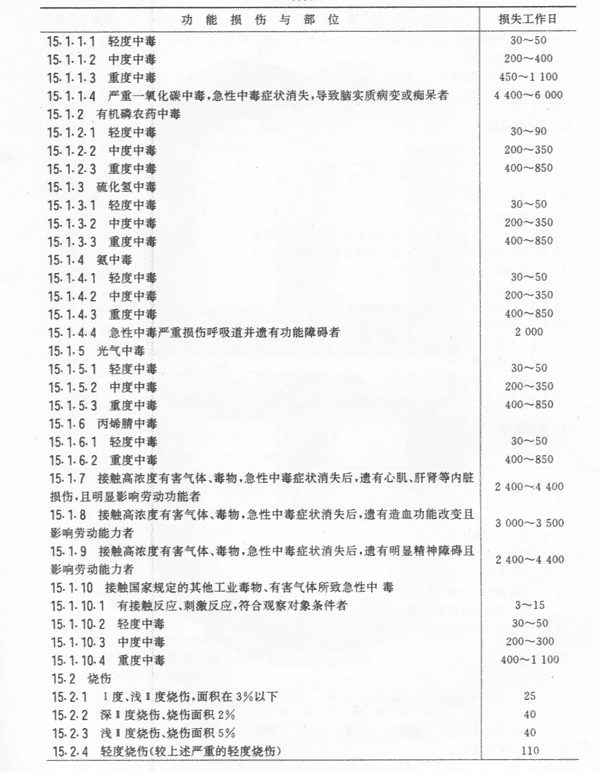 功能损伤与部位 损失工作日
15.1.1.1 轻度中毒 30～50
15.1.1.2 中度中毒 200～400
15.1.1.3 重度中毒 450～1 100
15.1.1.4 严重一氧化碳中毒,急性中毒症状消失,导致脑实质病变或痴呆者 4 400～6 000
15.1.2 有机磷农药中毒
15.1.2.1 轻度中毒 30～90
15.1.2.2 中度中毒 200～350
15.1.2.3 重度中毒 400～850
15.1.3 硫化氢中毒
15.1.3.1 轻度中毒 30～50
15.1.3.2 中度中毒 200～350
15.1.3.3 重度中毒 400～850
15.1.4 氨中毒
15.1.4.1 轻度中毒 30～50
15.1.4.2 中度中毒 200～350
15.1.4.3 重度中毒 400～850
15.1.4.4 急性中毒严重损伤呼吸道并遗有功能障碍者 2 000
15.1.5 光气中毒
15.1.5.1 轻度中毒 30～50
15.1.5.2 中度中毒 200～350
15.1.5.3 重度中毒 400～850
15.1.6 丙烯腈中毒
15.1.6.1 轻度中毒 30～50
15.1.6.2 重度中毒 400～850
15.1.7 接触高浓度有害气体、毒物,急性中毒症状消失后,遗有心肌、肝肾等内脏
损伤,且明显影响劳动功能者 2 400～4 400
15.1.8 接触高浓度有害气体、毒物,急性中毒症状消失后,遗有造血功能改变且
影响劳动能力者 3 000～3 500
15.1.9 接触高浓度有害气体、毒物,急性中毒症状消失后,遗有明显精神障碍且
影响劳动能力者 2 400～4 400
15.1.10 接触国家规定的其他工业毒物、有害气体所致急性中 毒
15.1.10.1 有接触反应、刺激反应,符合观察对象条件者 3～15
15.1.10.2 轻度中毒 30～50
15.1.10.3 中度中毒 200～300
15.1.10.4 重度中毒 400～1 100
15.2 烧伤
15.2.1 Ⅰ度、浅Ⅱ度烧伤,面积在3%以下 25
15.2.2 深Ⅱ度烧伤、烧伤面积2% 40
15.2.3 浅Ⅱ度烧伤、烧伤面积5% 40
15.2.4 轻度烧伤(较上述严重的轻度烧伤) 110